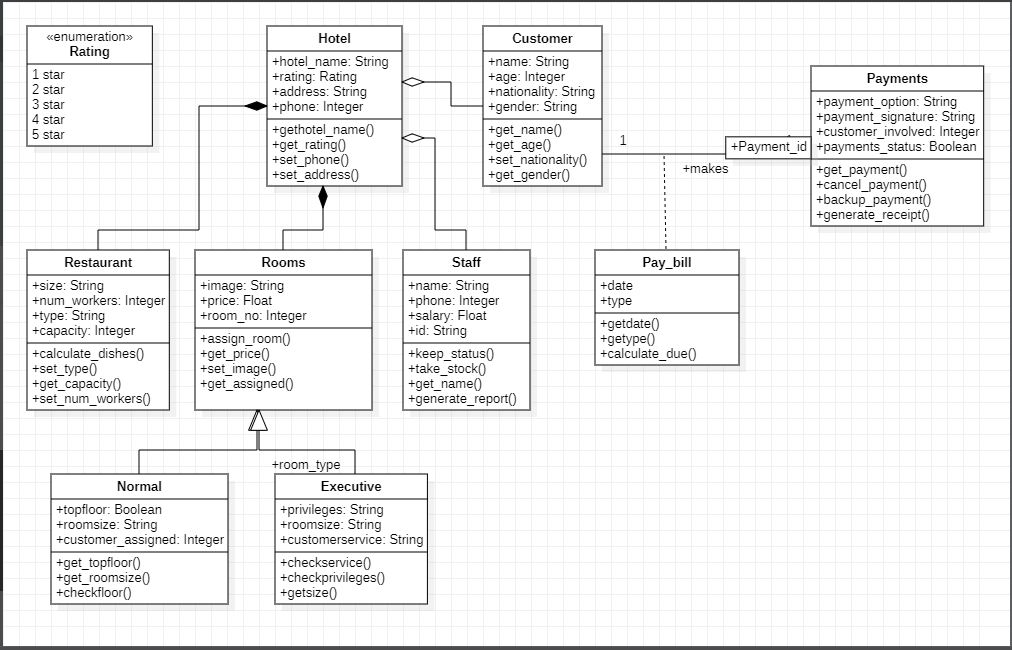 «enumeration»
Rating
1 star
2 star
3 star
4 star
5 star
Hotel
+hotel_name: String
+rating: Rating
+address: String
+phone: Integer
+gethotel_name()
+get_rating()
+set_phone()
+set_address()
Customer
+name: String
+age: Integer
+nationality: String
+gender: String
+get_name()
+get_age()
+set_nationality()
+get_gender()
1
+makes
+Payment_id
Payments
+payment_option: String
+payment_signature: String
+customer_involved: Integer
+payments_status: Boolean
+get_payment()
+cancel_payment()
+backup_payment()
+generate_receipt()
Restaurant
+size: String
+num_workers: Integer
+type: String
+capacity: Integer
+calculate_dishes()
+set_type()
+get_capacity()
+set_num_workers()
Rooms
+image: String
+price: Float
+room_no: Integer
+assign_room()
+get_price()
+set_image()
+get_assigned()
Staff
+name: String
+phone: Integer
+salary: Float
+id: String
+keep_status()
+take_stock()
+get_name()
+generate_report()
Pay_bill
+date
+type
+getdate()
+getype()
+calculate_due()
+room_type
Normal
+topfloor: Boolean
+roomsize: String
+customer_assigned: Integer
+get_topfloor()
+get_roomsize()
+checkfloor()
Executive
+privileges: String
+roomsize: String
+customerservice: String
+checkservice()
+checkprivileges()
+getsize()